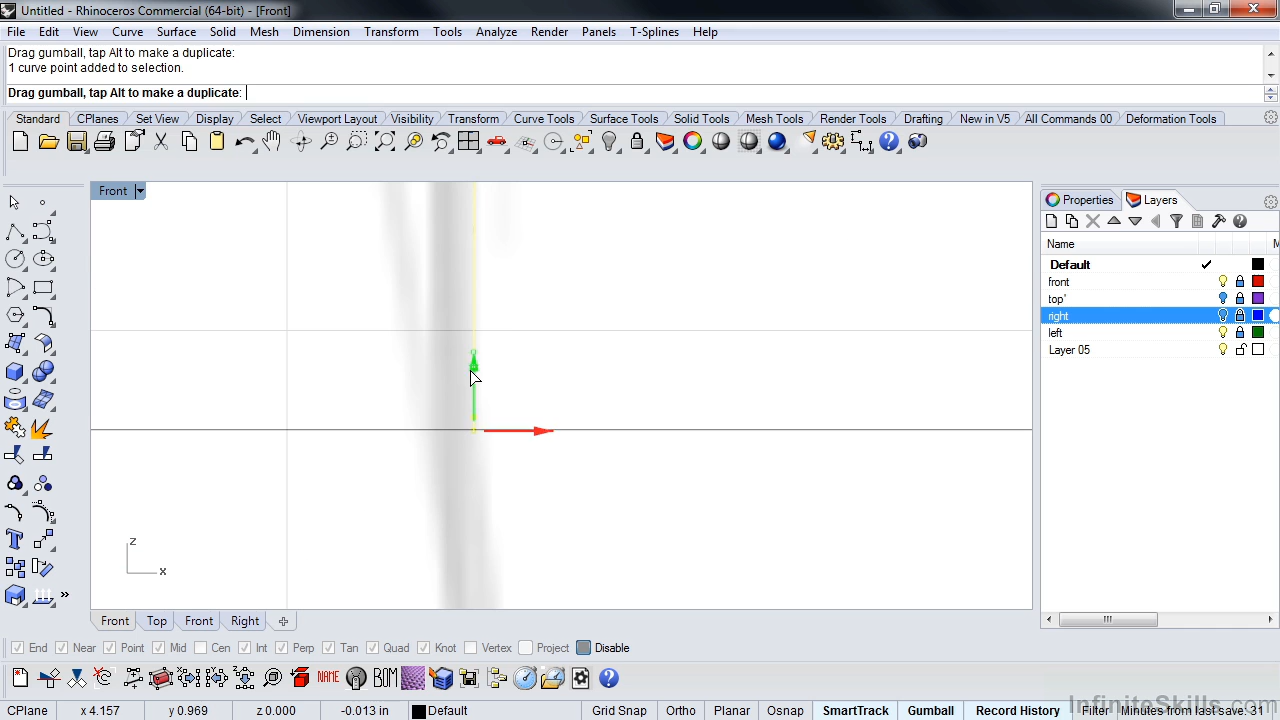 Untitled - Rhinoceros Commercial (64-bit) - [Front]
File Edit View Curve Surface Solid Mesh Dimension Transform Tools Analyze Render Panels T-Splines Help
Drag gumball, tap Alt to make a duplicate:
1 curve point added to selection.
Drag gumball, tap Alt to make a duplicate:
Standard CPlanes Set View Display Select Viewport Layout Visibility Transform Curve Tools Surface Tools Solid Tools Mesh Tools Render Tools Drafting New in V5 All Commands 00 Deformation Tools
Front
Properties Layers
Name M
Default
front
top'
right
left
Layer 05
z
x
Front Top Front Right
End Near Point Mid Cen Int Perp Tan Quad Knot Vertex Project Disable
NAME BOM
CPlane x 4.157 y 0.969 z 0.000 -0.013 in Default Grid Snap Ortho Planar Osnap SmartTrack Gumball Record History Filter Minutes from last save: 31
InfiniteSkills.com